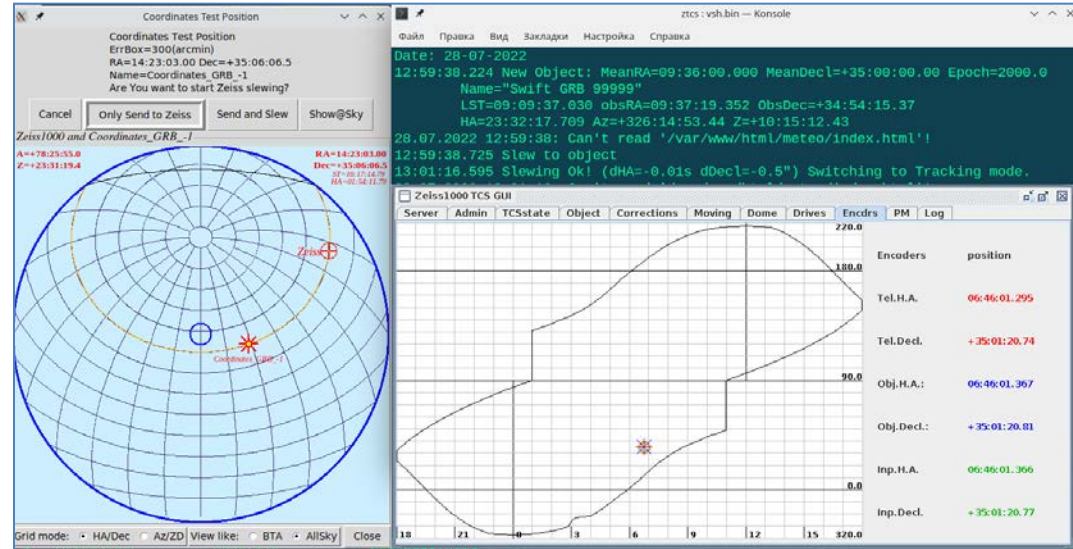 Coordinates Test Position
Coordinates Test Position
ErrBox=300(arcmin)
RA=14:23:03.00 Dec=+35:06:06.5
Name=Coordinates_GRB_-1
Are You want to start Zeiss slewing?
Cancel Only Send to Zeiss Send and Slew Show@Sky
Zeiss1000 and Coordinates_GRB_-1
A=+78:25:55.0 RA=14:23:03.00
Z=+23:31:19.4 Dec=+35:06:06.5
Zeiss
Coordinates_GRB_-1
Grid mode: HA/Dec Az/ZD View like: BTA AllSky Close
ztcs : vsh.bin — Konsole
Файл Правка Вид Закладки Настройка Справка
Date: 28-07-2022
12:59:38.224 New Object: MeanRA=09:36:00.000 MeanDecl=+35:00:00.00 Epoch=2000.0
Name="Swift GRB 99999"
LST=09:09:37.030 obsRA=09:37:19.352 ObsDec=+34:54:15.37
HA=23:32:17.709 Az=+326:14:53.44 Z=+10:15:12.43
28.07.2022 12:59:38: Can't read '/var/www/html/meteo/index.html'!
12:59:38.725 Slew to object
13:01:16.595 Slewing Ok! (dHA=-0.01s dDecl=-0.5") Switching to Tracking mode.
Zeiss1000 TCS GUI
Server Admin TCSstate Object Corrections Moving Dome Drives Encdrs PM Log
220.0
180.0
90.0
0.0
18 21 0 3 6 9 12 15 320.0
Encoders position
Tel.H.A. 06:46:01.295
Tel.Decl. +35:01:20.74
Obj.H.A.: 06:46:01.367
Obj.Decl.: +35:01:20.81
Inp.H.A. 06:46:01.366
Inp.Decl. +35:01:20.77